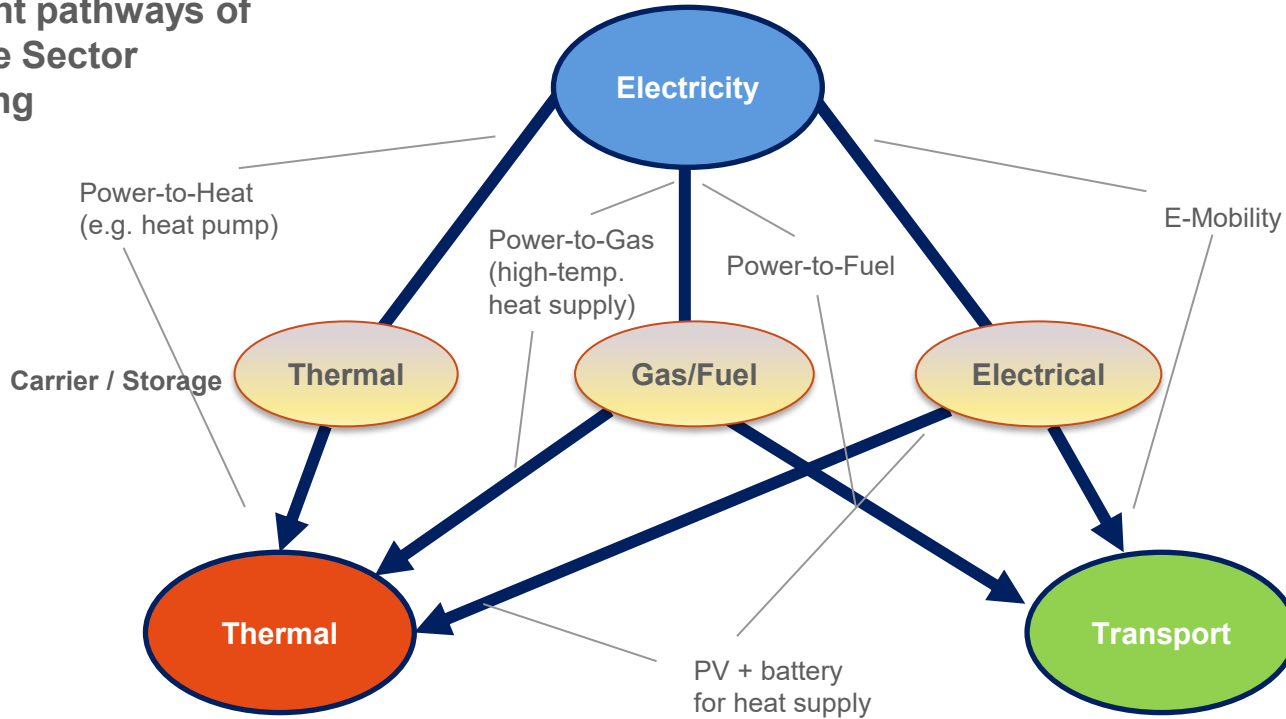 nt pathways of
e Sector
ng
Electricity
Power-to-Heat
(e.g. heat pump)
Power-to-Gas
(high-temp.
heat supply)
Power-to-Fuel
E-Mobility
Carrier / Storage
Thermal
Gas/Fuel
Electrical
Thermal
Transport
PV + battery
for heat supply